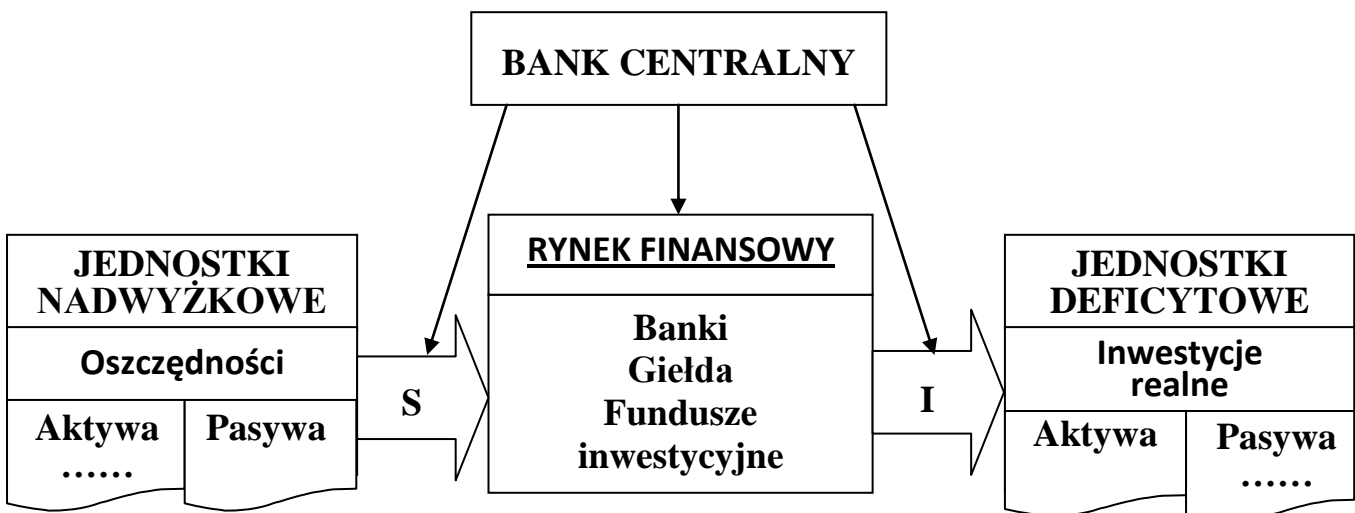 BANK CENTRALNY
JEDNOSTKI
NADWYŻKOWE
Oszczędności
Aktywa
......
Pasywa
S
RYNEK FINANSOWY
Banki
Giełda
Fundusze
inwestycyjne
I
JEDNOSTKI
DEFICYTOWE
Inwestycje
realne
Aktywa
Pasywa
......